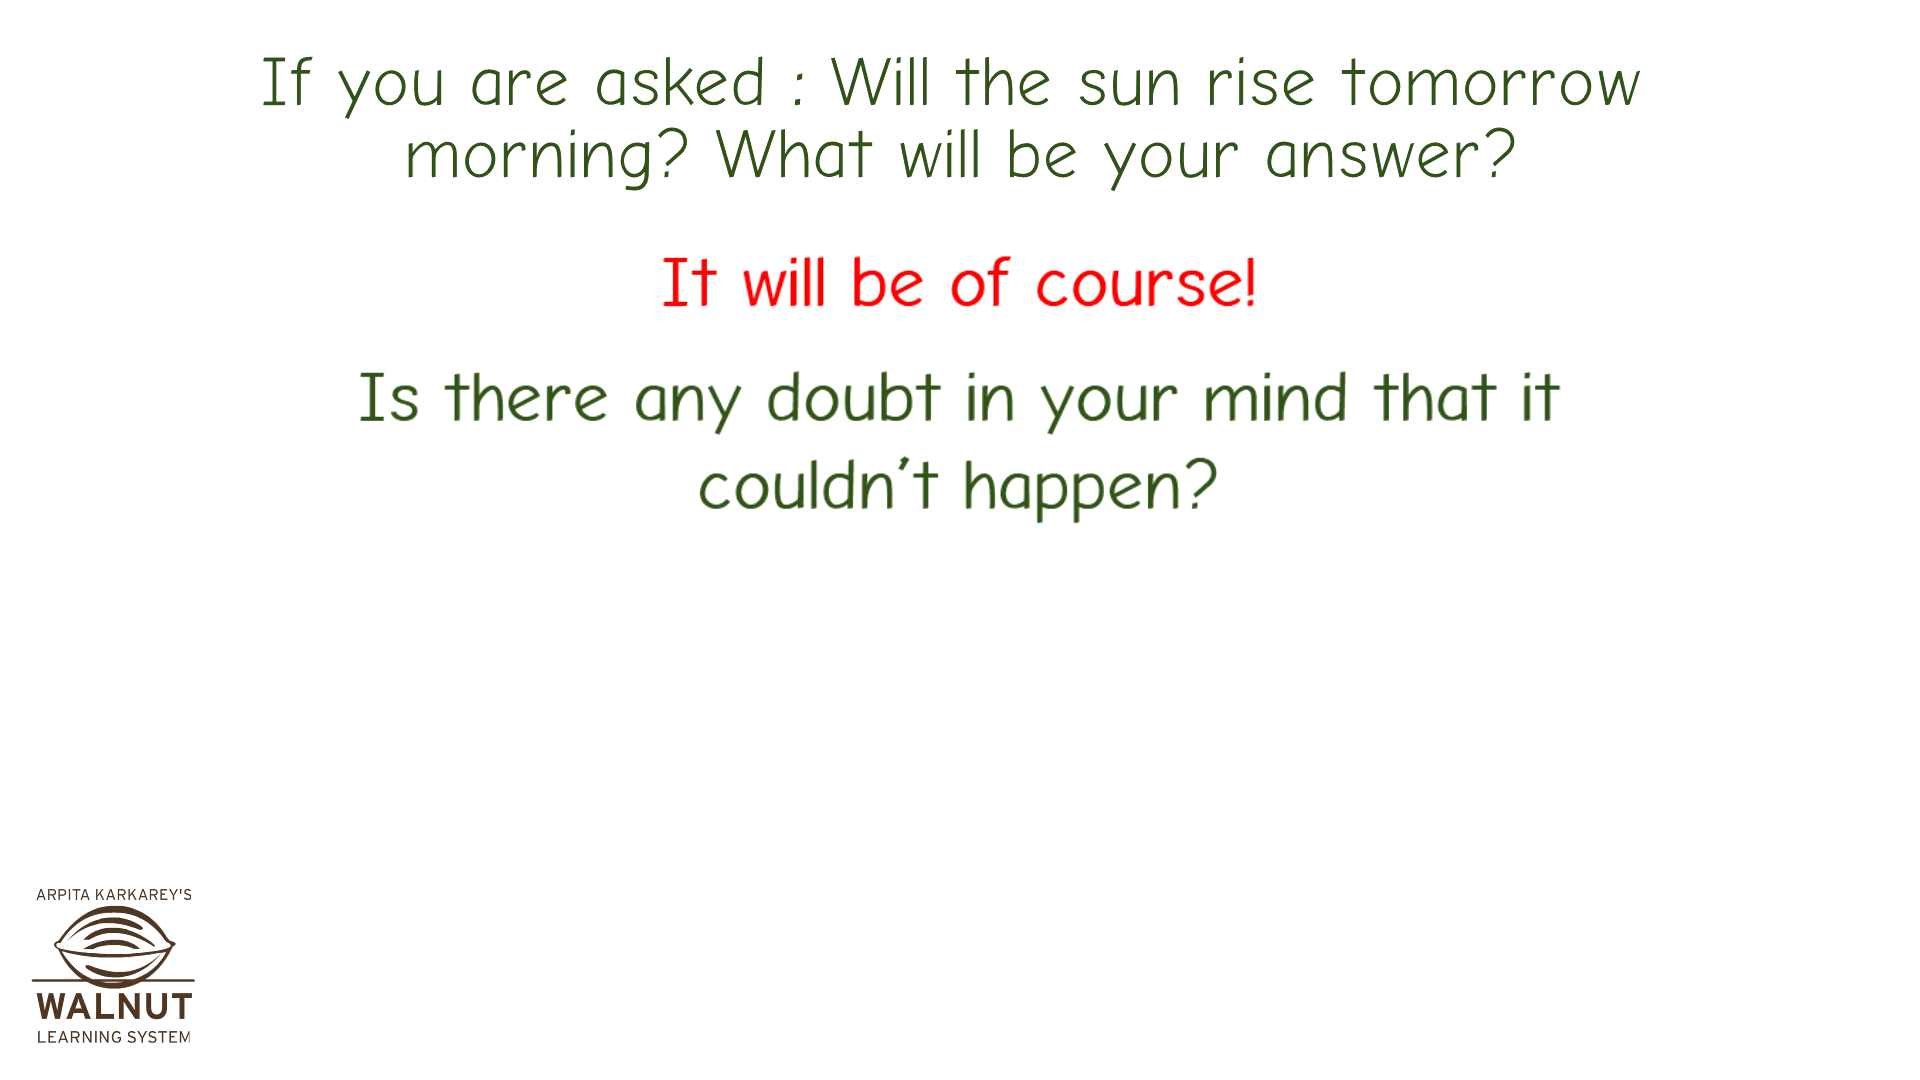 If you are asked : Will the sun rise tomorrow
morning? What will be your answer?
It will be of course!
Is there any doubt in your mind that it
couldn't happen?
ARPITA KARKAREY'S
WALNUT
LEARNING SYSTEM